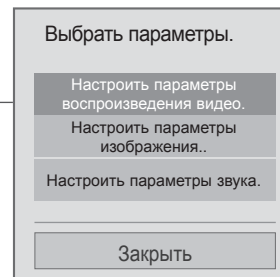 Выбрать параметры.
Настроить параметры
воспроизведения видео.
Настроить параметры
изображения..
Настроить параметры звука.
Закрыть